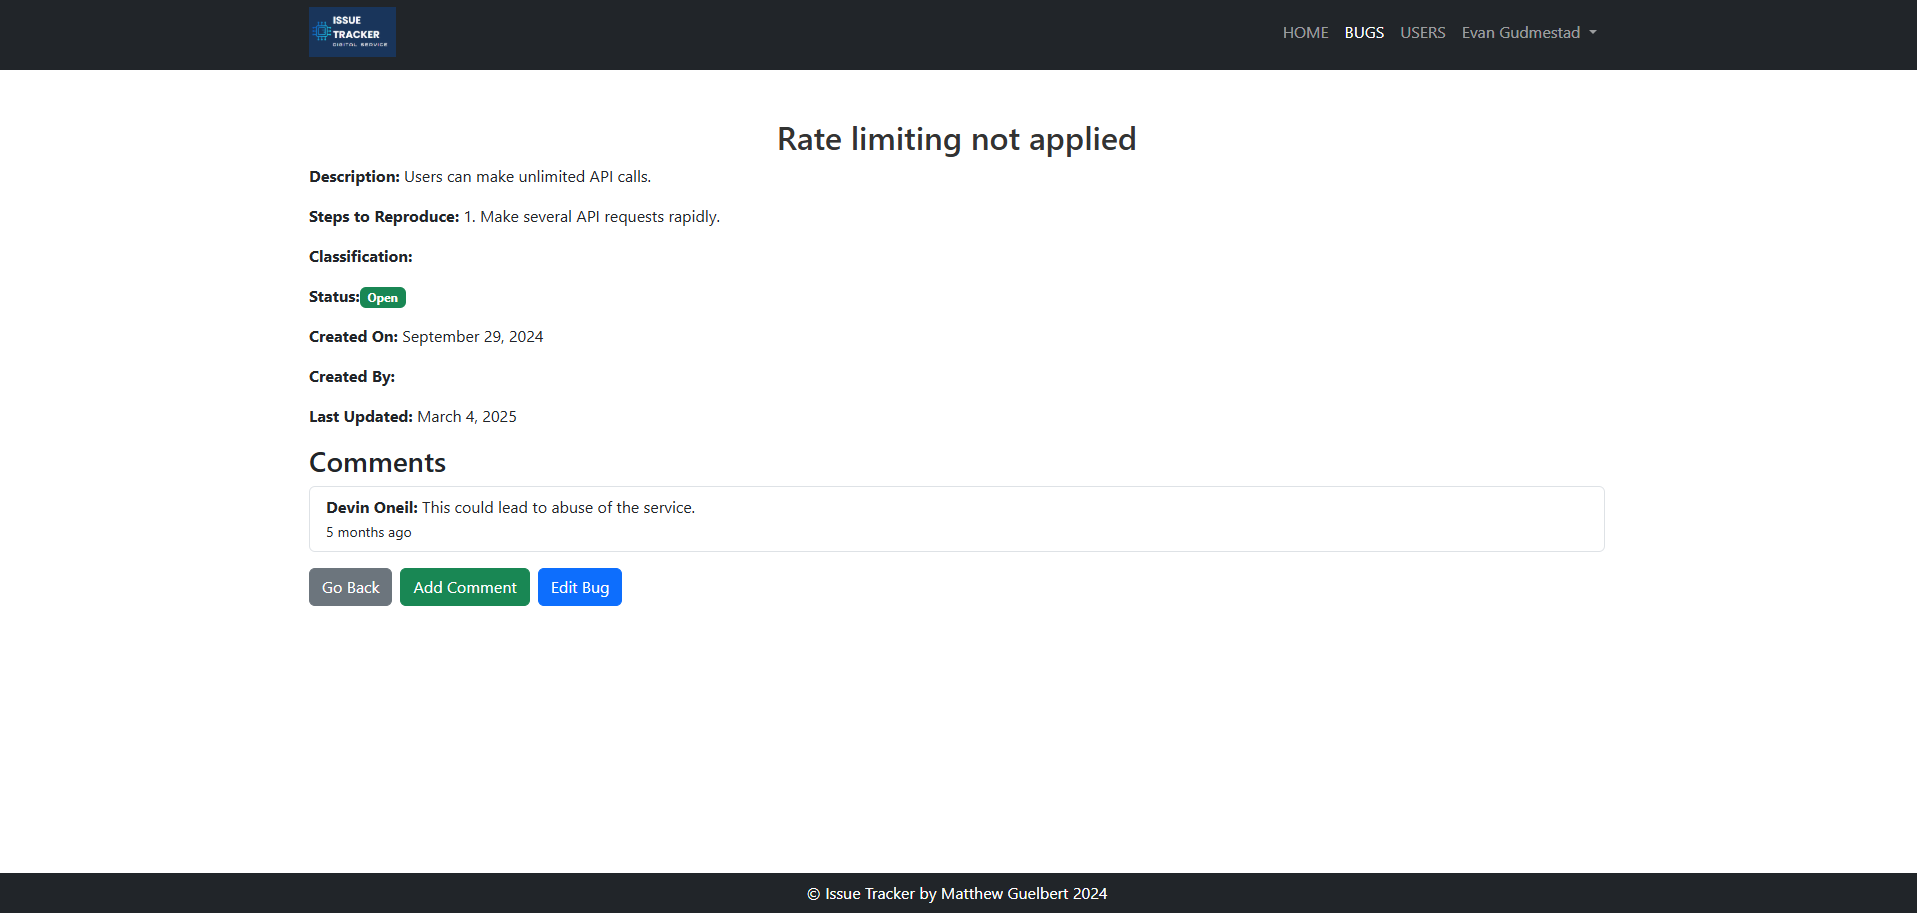 ISSUE
TRACKER
DIGITAL SERVICE
HOME BUGS USERS Evan Gudmestad
Rate limiting not applied
Description: Users can make unlimited API calls.
Steps to Reproduce: 1. Make several API requests rapidly.
Classification:
Status: Open
Created On: September 29, 2024
Created By:
Last Updated: March 4, 2025
Comments
Devin Oneil: This could lead to abuse of the service.
5 months ago
Go Back Add Comment Edit Bug
© Issue Tracker by Matthew Guelbert 2024